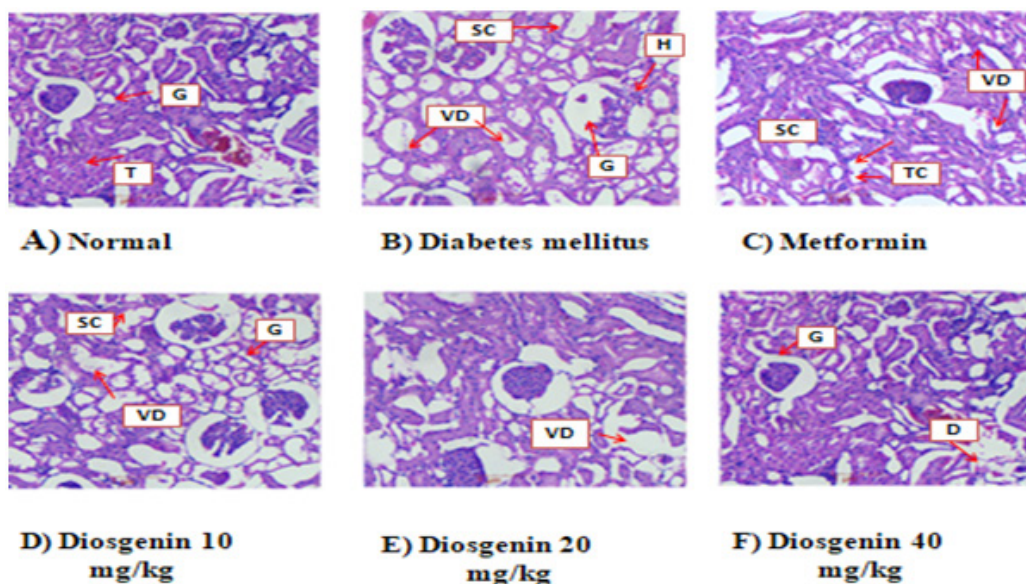 G
T
A) Normal
SC
H
VD
G
B) Diabetes mellitus
VD
SC
TC
C) Metformin
SC
G
VD
D) Diosgenin 10
mg/kg
VD
E) Diosgenin 20
mg/kg
G
D
F) Diosgenin 40
mg/kg